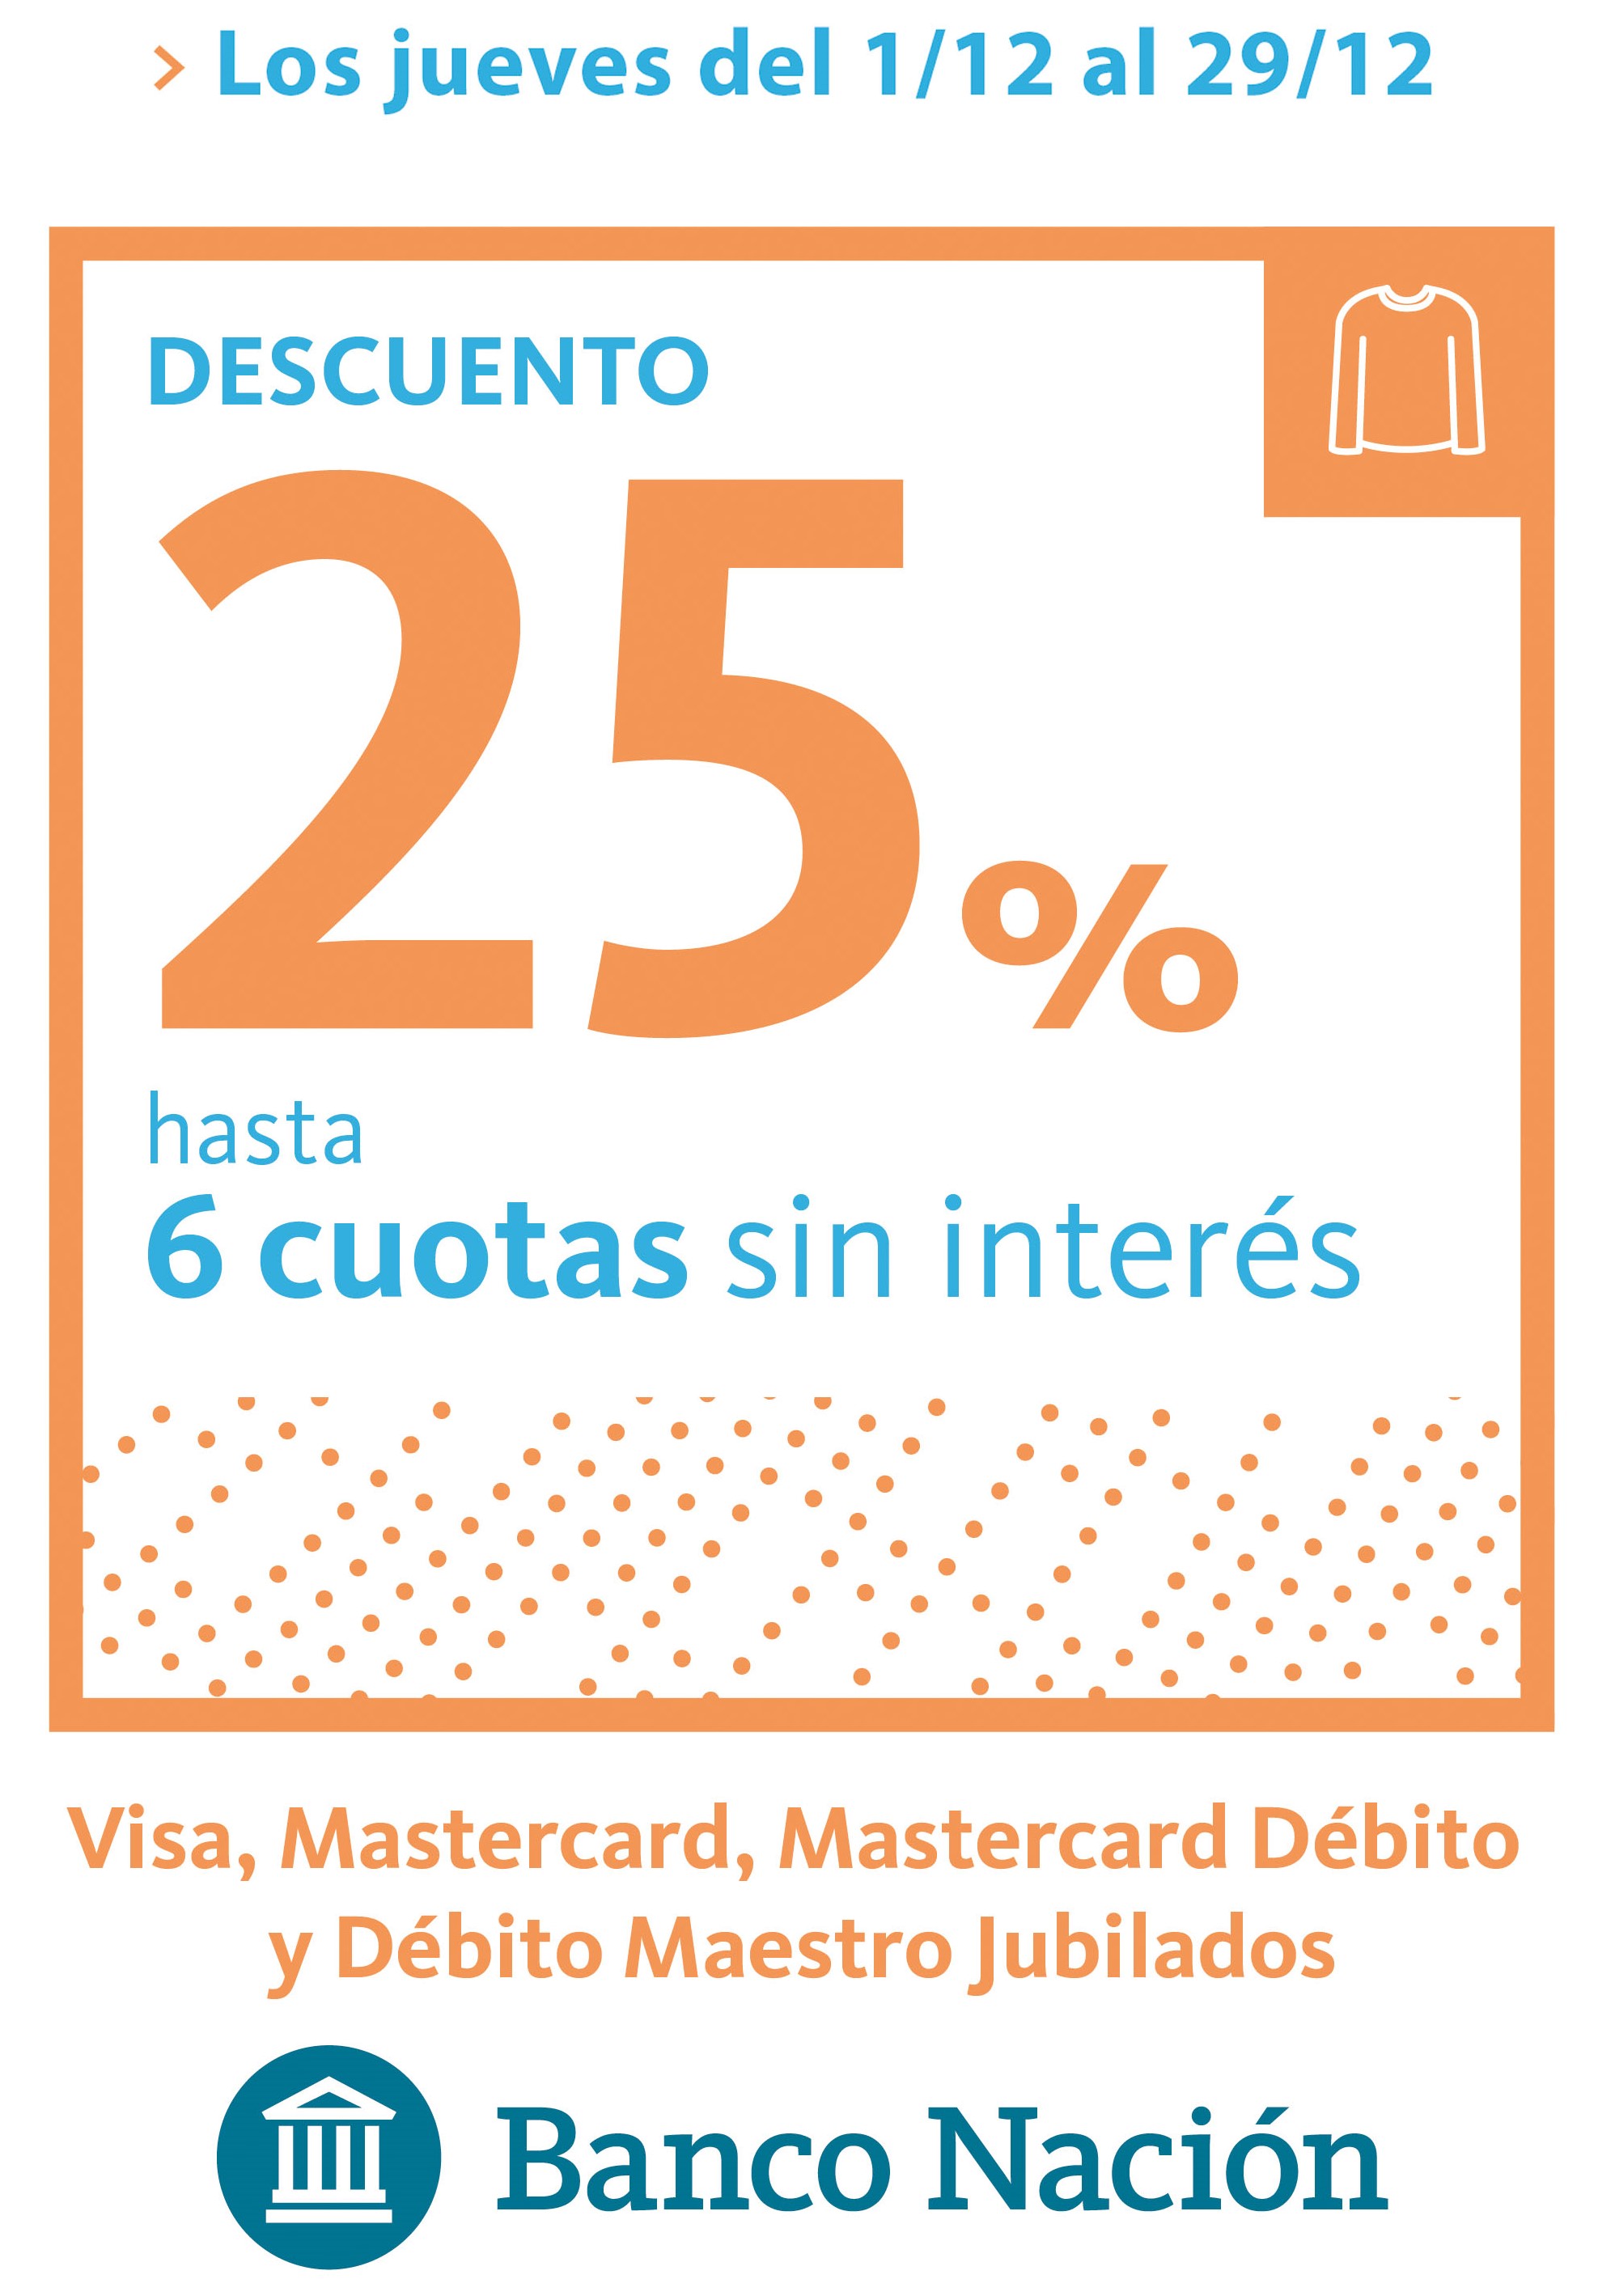 > Los jueves del 1/12 al 29/12
DESCUENTO
25%
hasta
6 cuotas sin interés
Visa, Mastercard, Mastercard Débito
y Débito Maestro Jubilados
Banco Nación